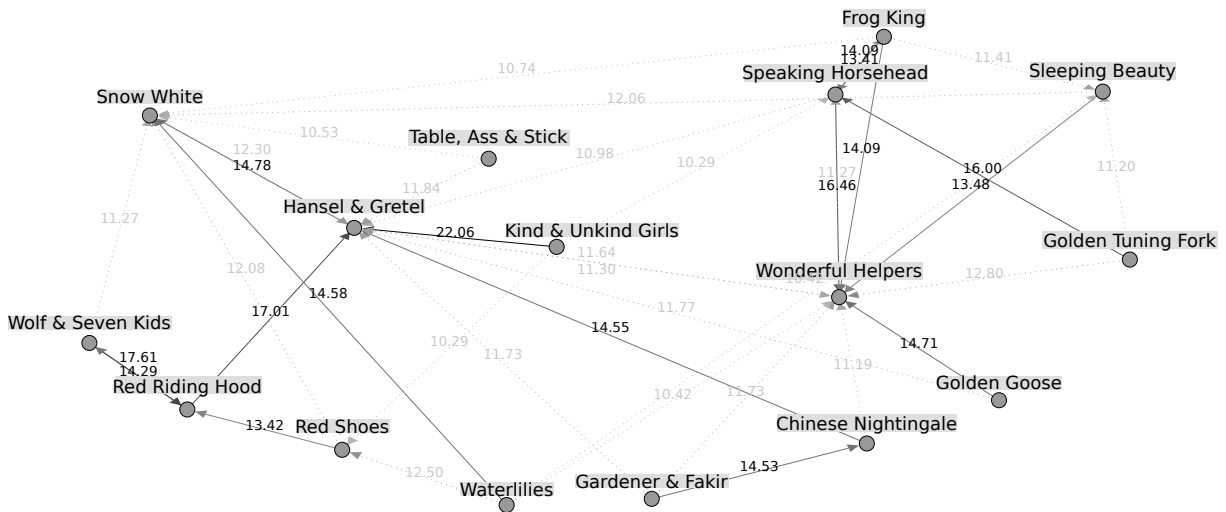 Frog King
14.09
13.41
11.41
10.74
Speaking Horsehead
Sleeping Beauty
Snow White
12.06
Table, Ass & Stick
10.53
12.30
14.78
10.98
10.29
14.09
11.27
16.46
16.00
13.48
11.20
11.84
Hansel & Gretel
22.06
Kind & Unkind Girls
11.27
Golden Tuning Fork
11.64
11.30
Wonderful Helpers
12.80
12.08
14.58
11.77
Wolf & Seven Kids
17.01
14.55
14.71
17.61
14.29
10.29
11.73
11.19
Red Riding Hood
Golden Goose
10.42
11.73
13.42
Red Shoes
Chinese Nightingale
14.53
12.50
Waterlilies
Gardener & Fakir